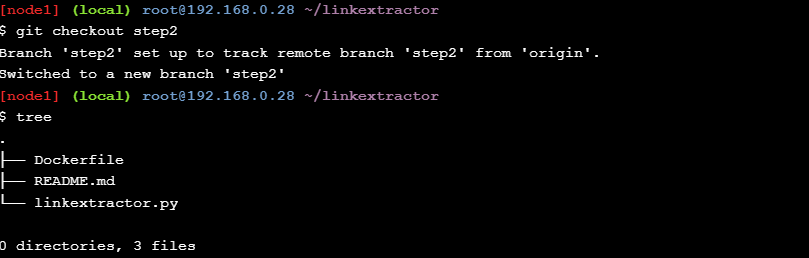 [node1] (local) root@192.168.0.28 ~/linkextractor
$ git checkout step2
Branch 'step2' set up to track remote branch 'step2' from 'origin'.
Switched to a new branch 'step2'
[node1] (local) root@192.168.0.28 ~/linkextractor
$ tree
.
├── Dockerfile
├── README.md
└── linkextractor.py
0 directories, 3 files